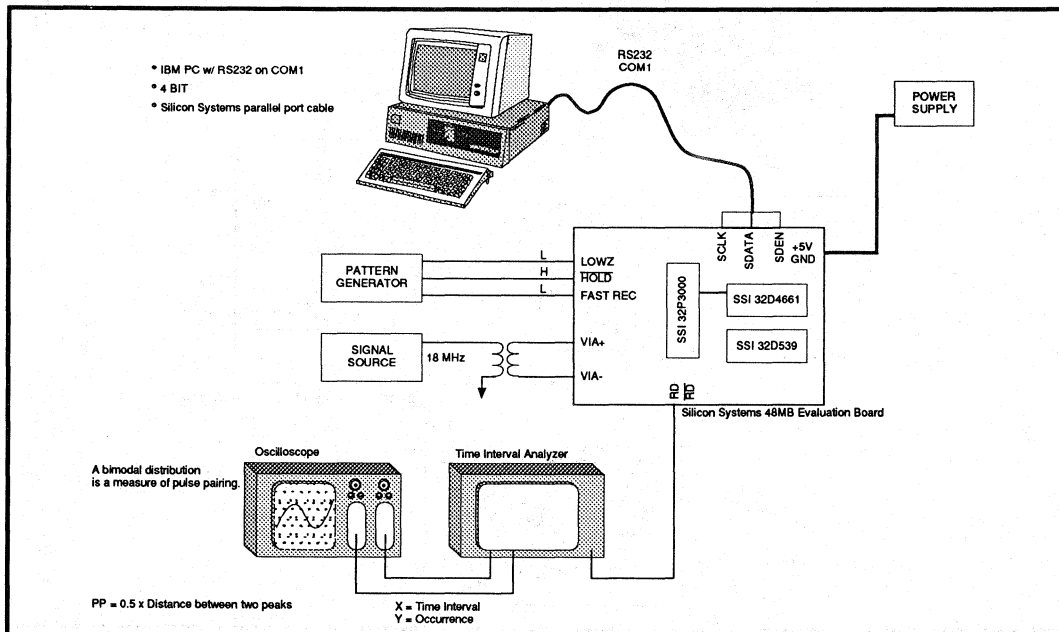 * IBM PC w/ RS232 on COM1
* 4 BIT
* Silicon Systems parallel port cable
RS232
COM1
POWER
SUPPLY
SCLK
SDATA
SDEN
+5V
GND
PATTERN
GENERATOR
L
H
L
LOWZ
HOLD
FAST REC
SSI 32P3000
SSI 32D4661
SSI 32D539
SIGNAL
SOURCE
18 MHz
VIA+
VIA-
RD
RD
Silicon Systems 48MB Evaluation Board
Oscilloscope
Time Interval Analyzer
A bimodal distribution
is a measure of pulse pairing.
PP = 0.5 x Distance between two peaks
X = Time Interval
Y = Occurrence